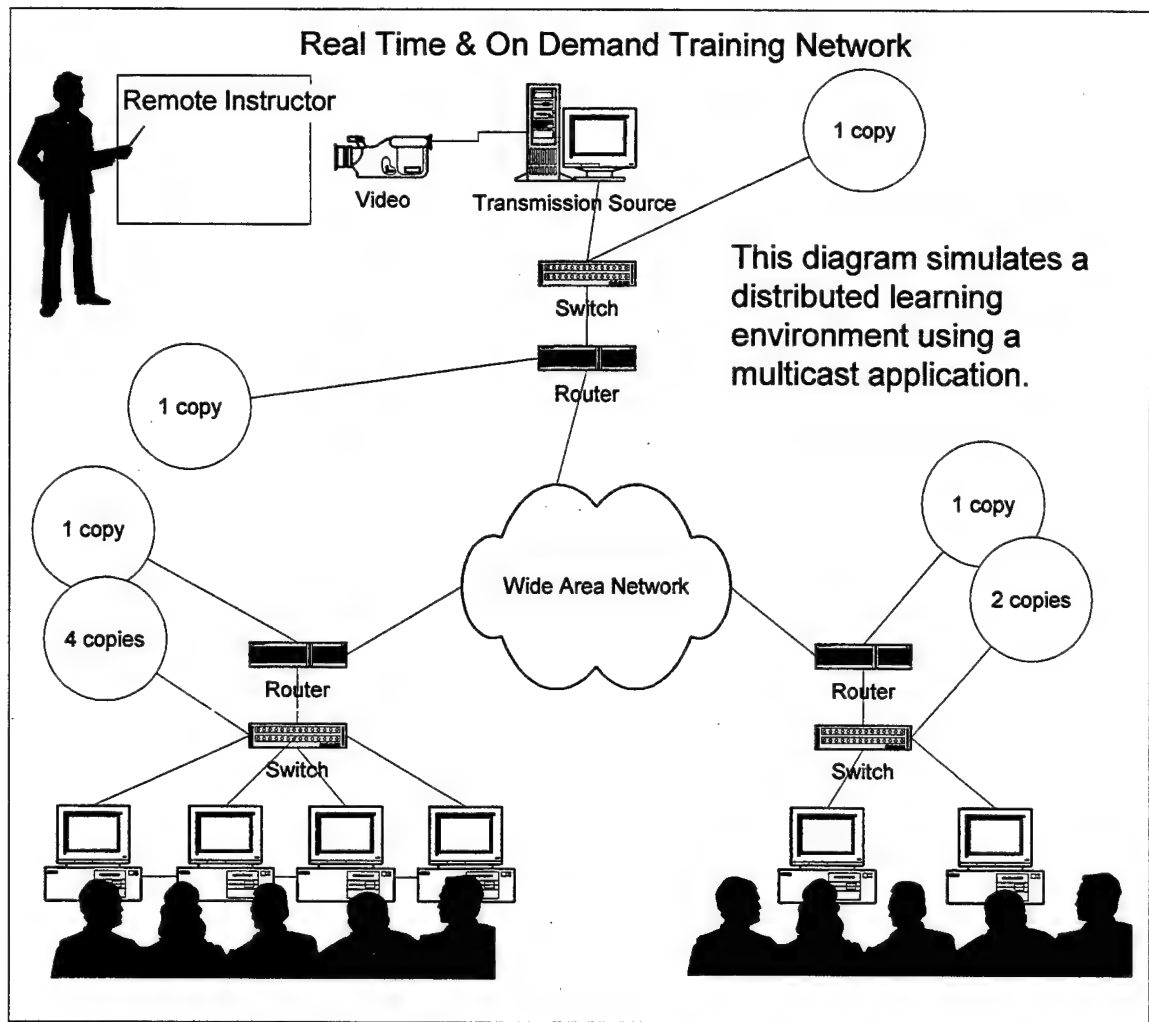 Real Time & On Demand Training Network
Remote Instructor
1 copy
Video
Transmission Source
This diagram simulates a
distributed learning
environment using a
multicast application.
Switch
Router
1 copy
1 copy
1 copy
Wide Area Network
2 copies
4 copies
Router
Router
Switch
Switch